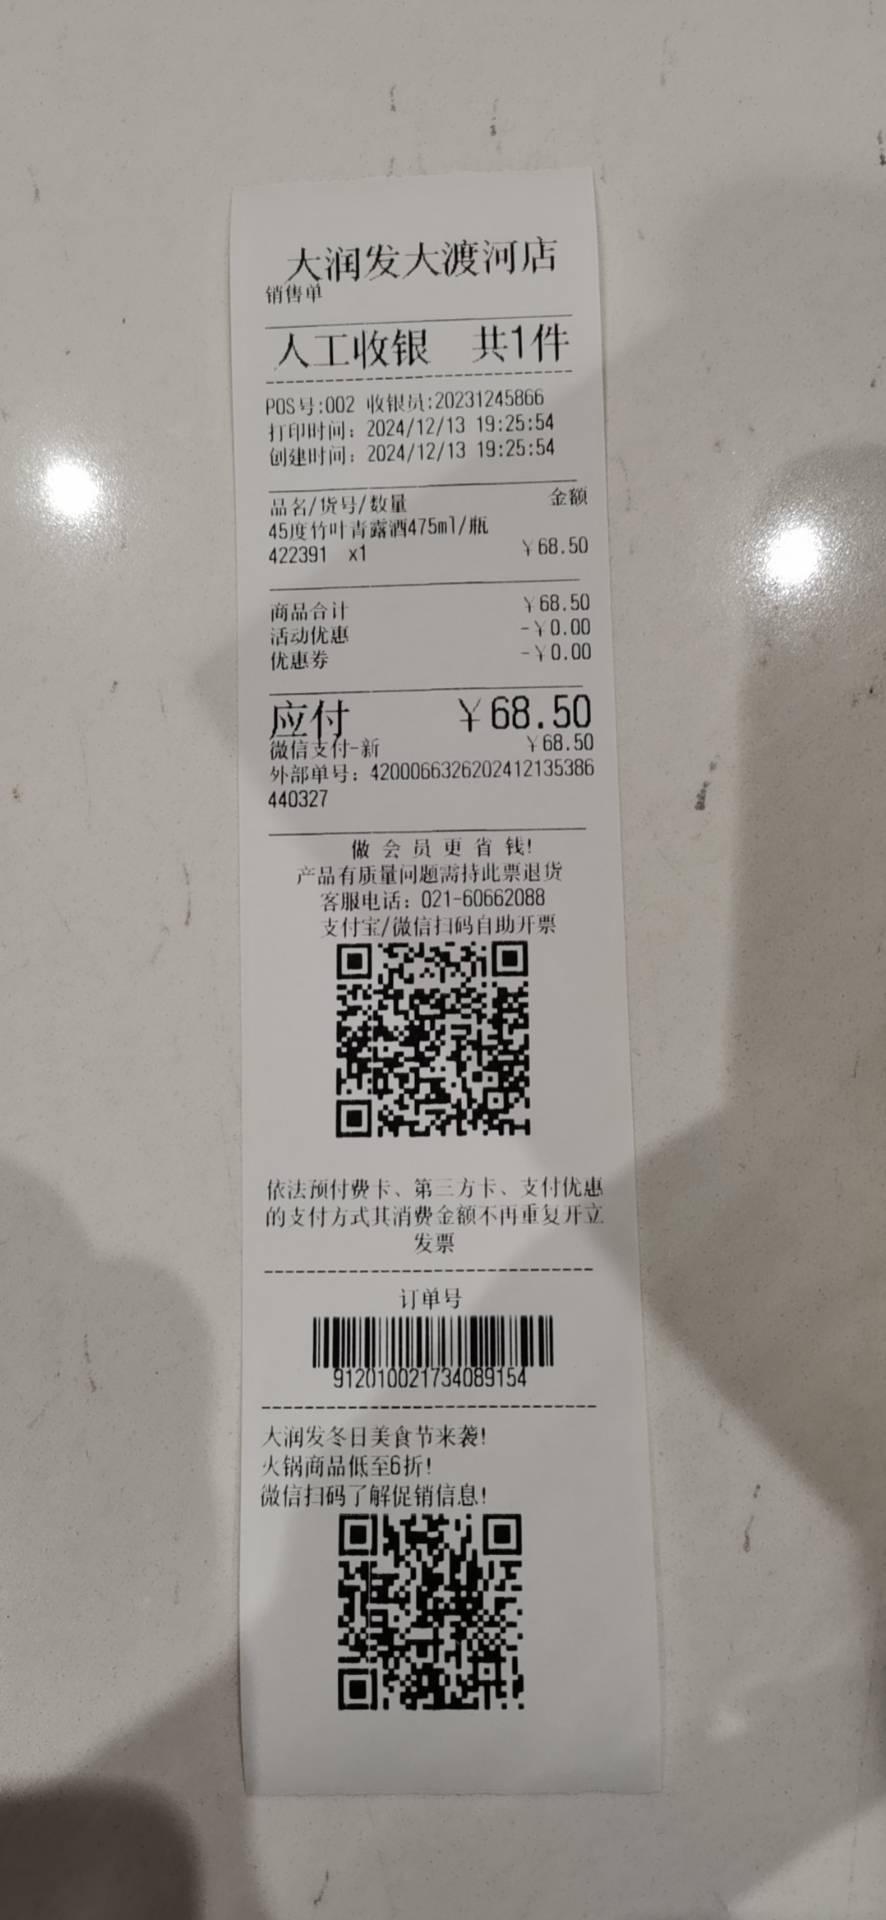 大润发大渡河店
销售单
人工收银 共1件
POS号:002 收银员:20231245866
打印时间: 2024/12/13 19:25:54
创建时间: 2024/12/13 19:25:54
品名/货号/数量 金额
45度竹叶青露酒475ml/瓶
422391 x1 ¥68.50
商品合计 ¥68.50
活动优惠 -¥0.00
优惠券 -¥0.00
应付 ¥68.50
微信支付-新 ¥68.50
外部单号: 4200066326202412135386
440327
做 会 员 更 省 钱!
产品有质量问题需持此票退货
客服电话: 021-60662088
支付宝/微信扫码自助开票
依法预付费卡、第三方卡、支付优惠
的支付方式其消费金额不再重复开立
发票
订单号
912010021734089154
大润发冬日美食节来袭!
火锅商品低至6折!
微信扫码了解促销信息!